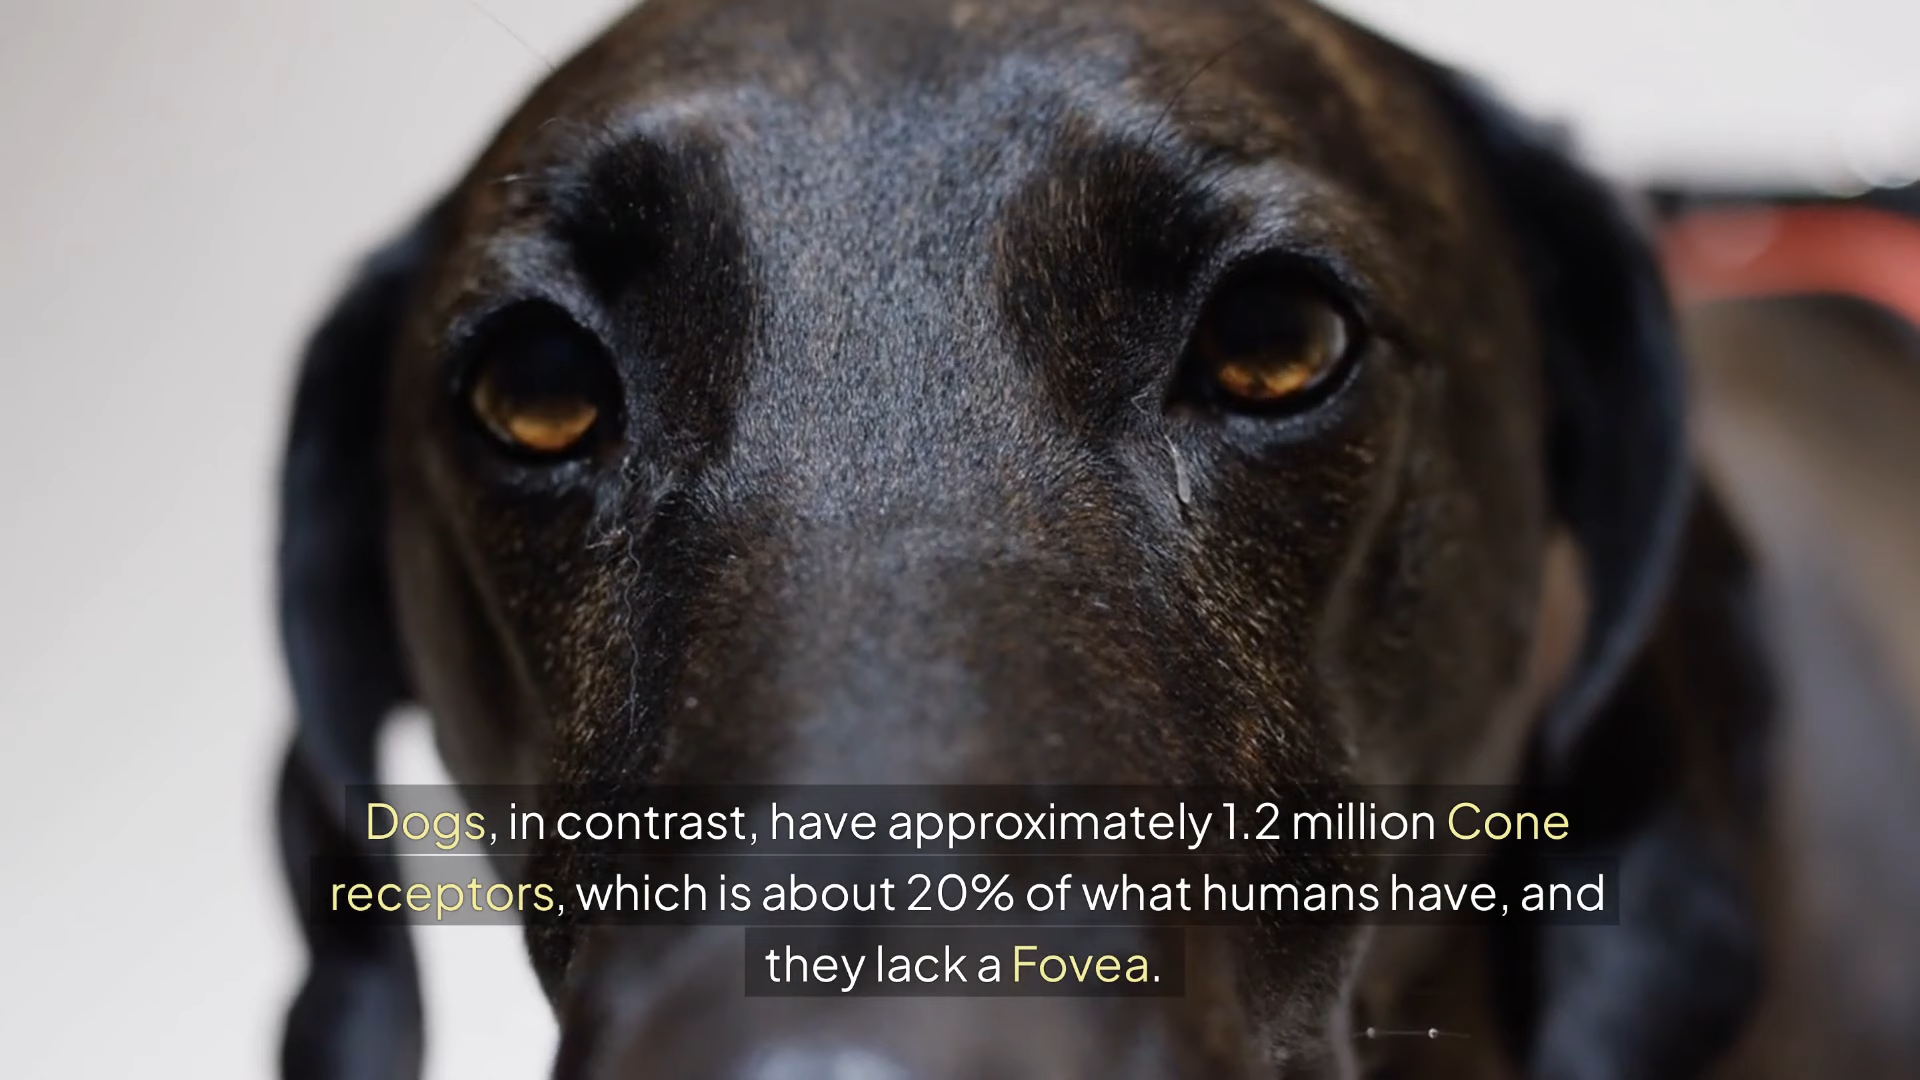 Dogs, in contrast, have approximately 1.2 million Cone
receptors, which is about 20% of what humans have, and
they lack a Fovea.